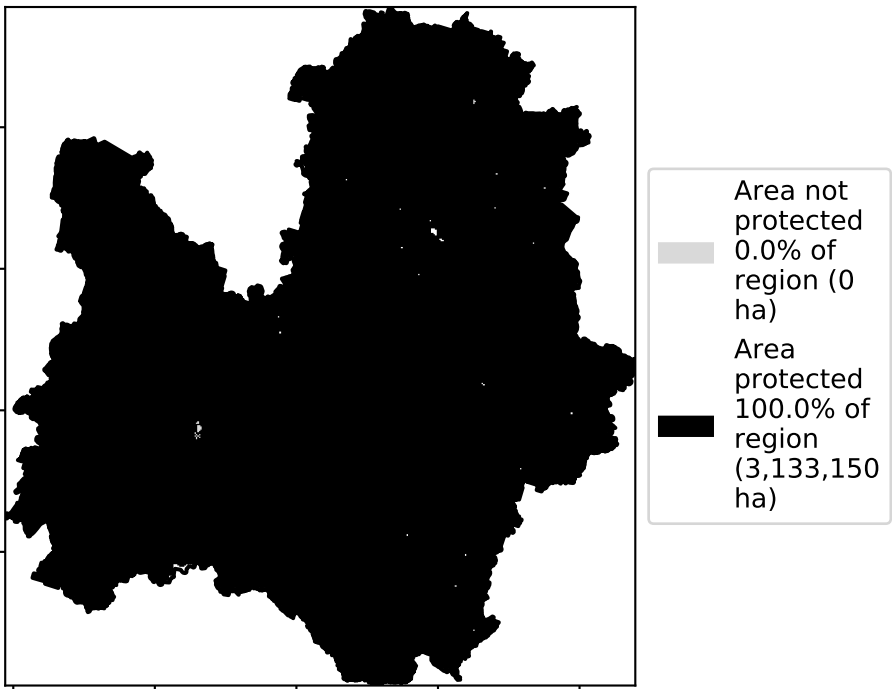 Area not
protected
0.0% of
region (0
ha)
Area
protected
100.0% of
region
(3,133,150
ha)